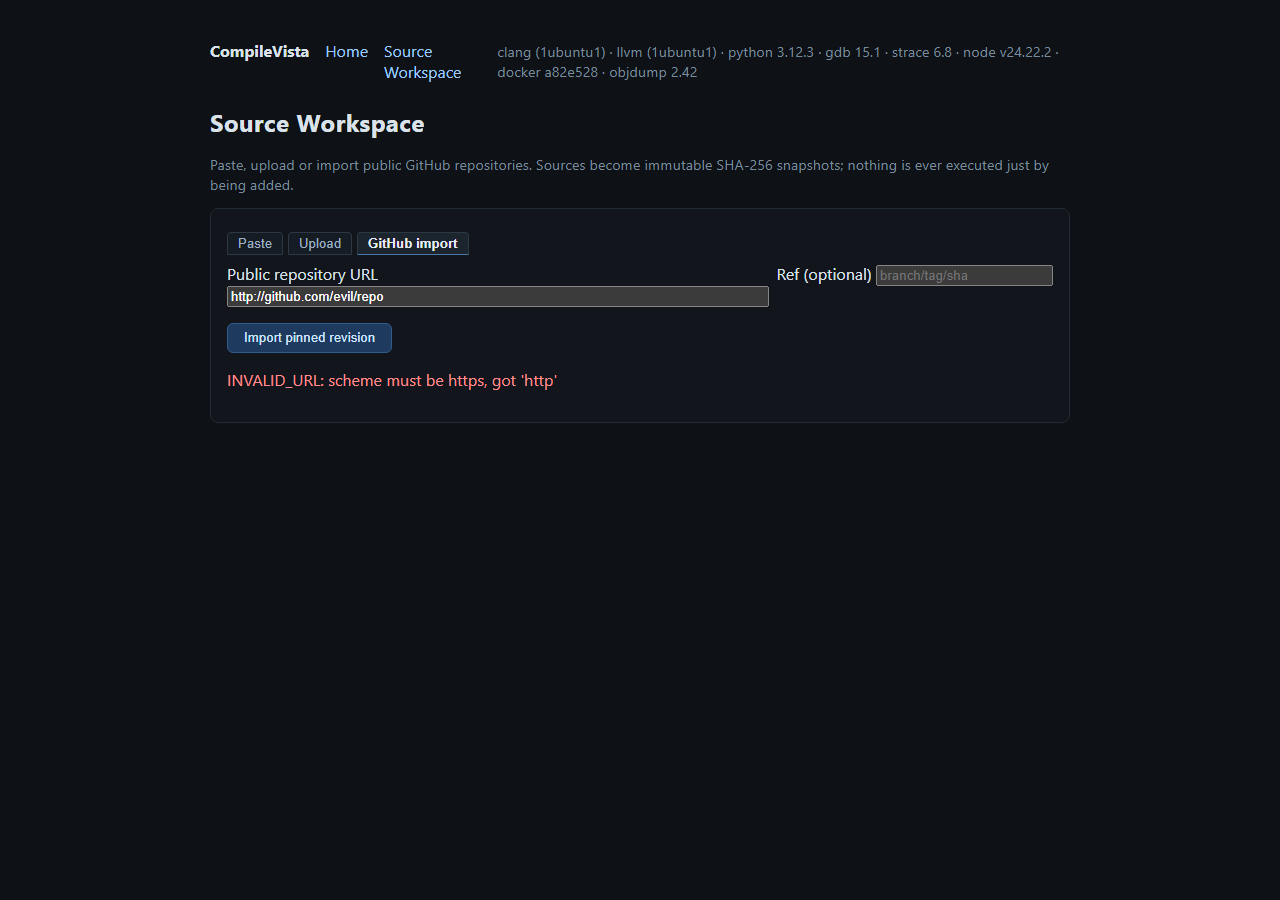 CompileVista Home Source Workspace
clang (1ubuntu1) · llvm (1ubuntu1) · python 3.12.3 · gdb 15.1 · strace 6.8 · node v24.22.2 ·
docker a82e528 · objdump 2.42
Source Workspace
Paste, upload or import public GitHub repositories. Sources become immutable SHA-256 snapshots; nothing is ever executed just by
being added.
Paste Upload GitHub import
Public repository URL
http://github.com/evil/repo
Ref (optional) branch/tag/sha
Import pinned revision
INVALID_URL: scheme must be https, got 'http'